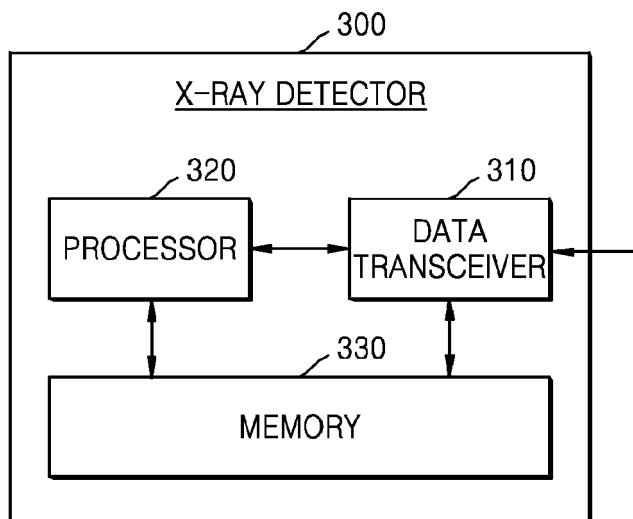 300
X-RAY DETECTOR
320
310
PROCESSOR
DATA
TRANSCEIVER
330
MEMORY